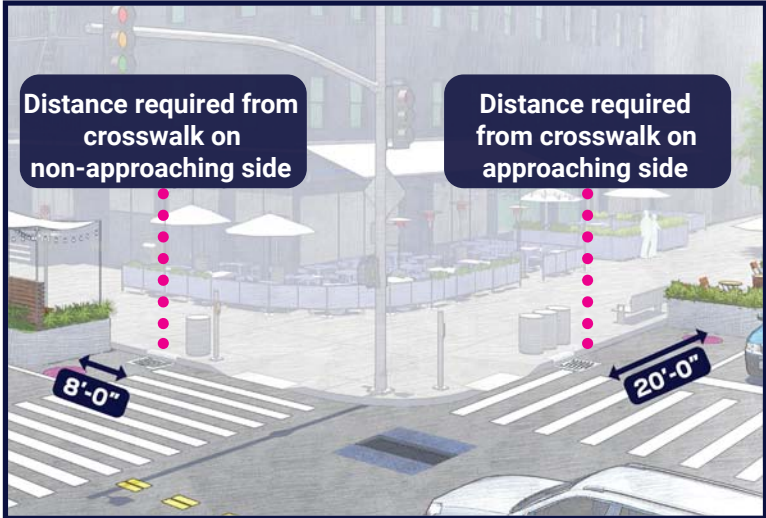 Distance required from
crosswalk on
non-approaching side
Distance required
from crosswalk on
approaching side
8'-0"
20'-0"